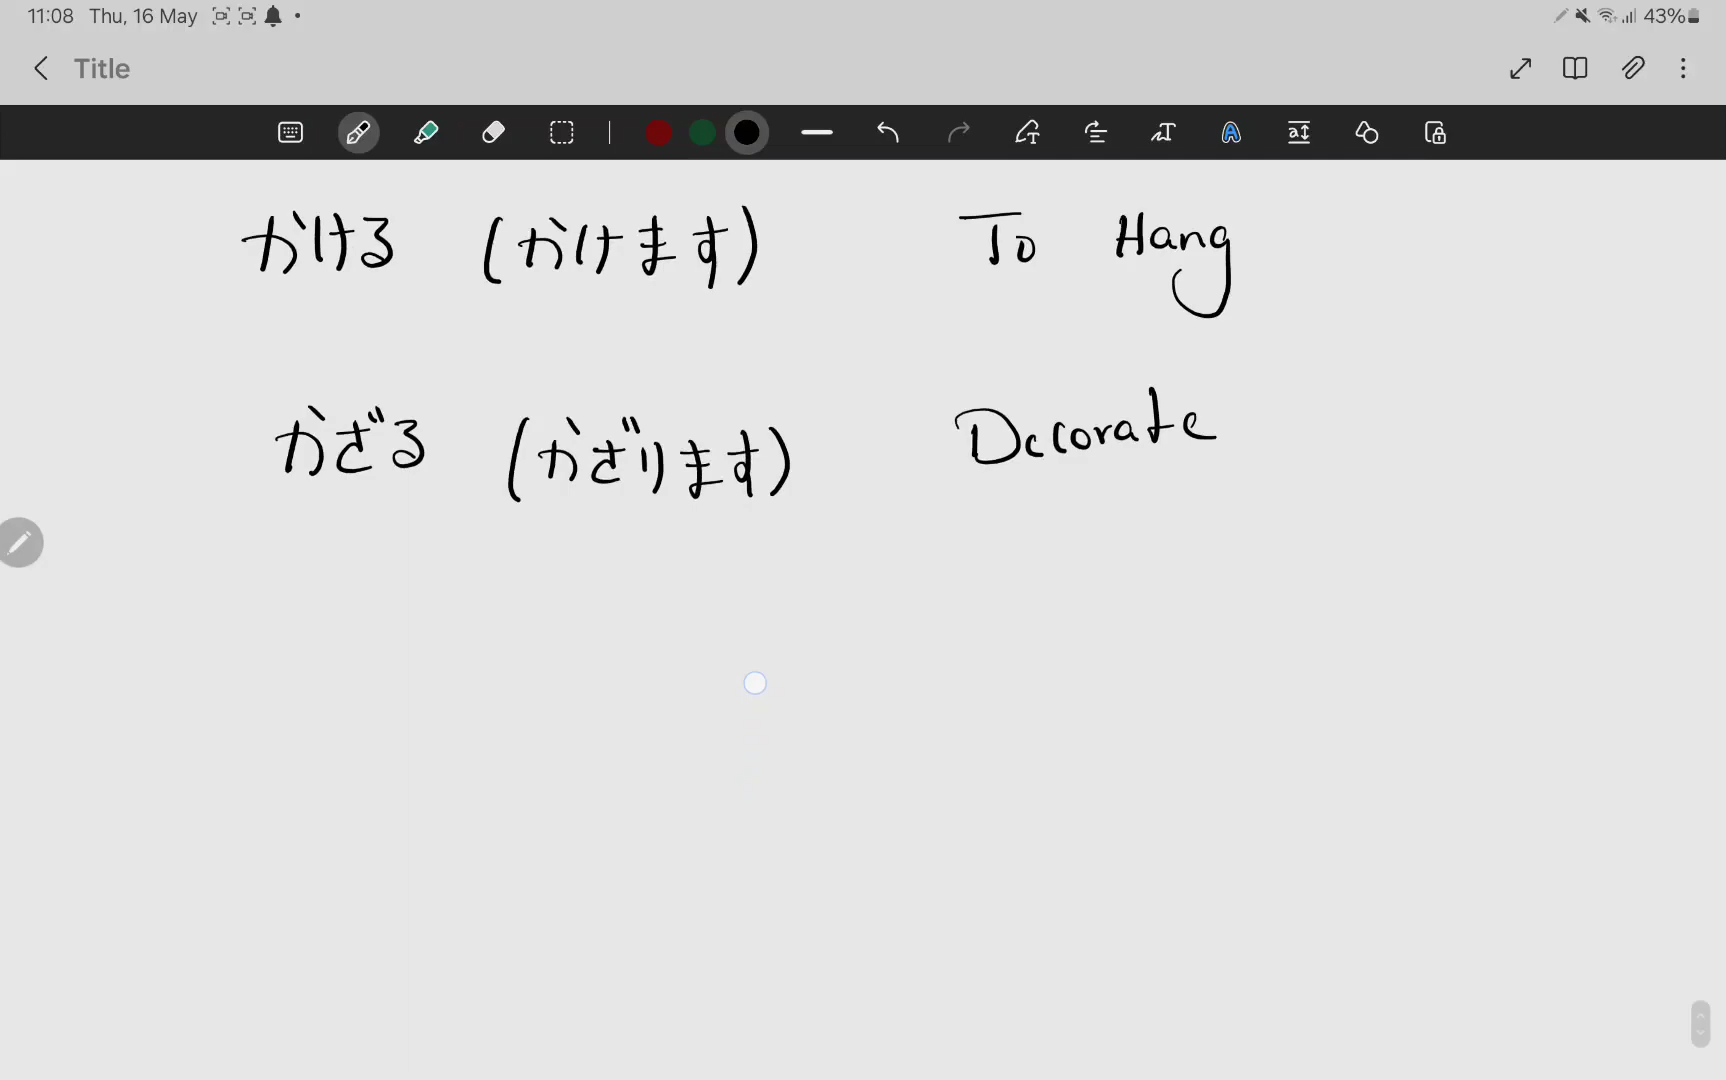 11:08 Thu, 16 May 43%
Title
かける (かけます) To Hang
かざる (かざります) Decorate